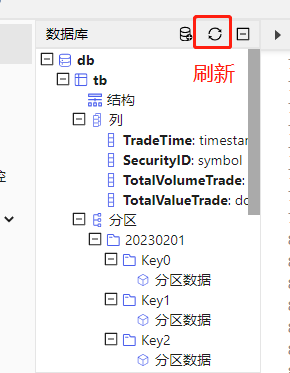 数据库
刷新
db
tb
结构
列
TradeTime: timesta
SecurityID: symbol
TotalVolumeTrade:
TotalValueTrade: do
分区
20230201
Key0
分区数据
Key1
分区数据
Key2
分区数据